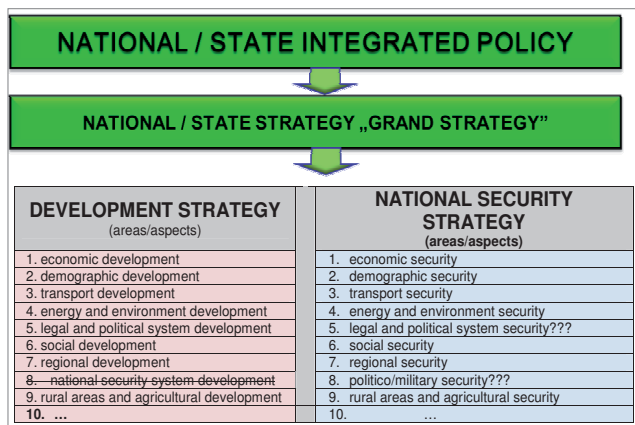 NATIONAL / STATE INTEGRATED POLICY
NATIONAL / STATE STRATEGY „GRAND STRATEGY”
DEVELOPMENT STRATEGY
(areas/aspects)
1. economic development
2. demographic development
3. transport development
4. energy and environment development
5. legal and political system development
6. social development
7. regional development
8. national security system development
9. rural areas and agricultural development
10. ...
NATIONAL SECURITY
STRATEGY
(areas/aspects)
1. economic security
2. demographic security
3. transport security
4. energy and environment security
5. legal and political system security???
6. social security
7. regional security
8. politico/military security???
9. rural areas and agricultural security
10. ...